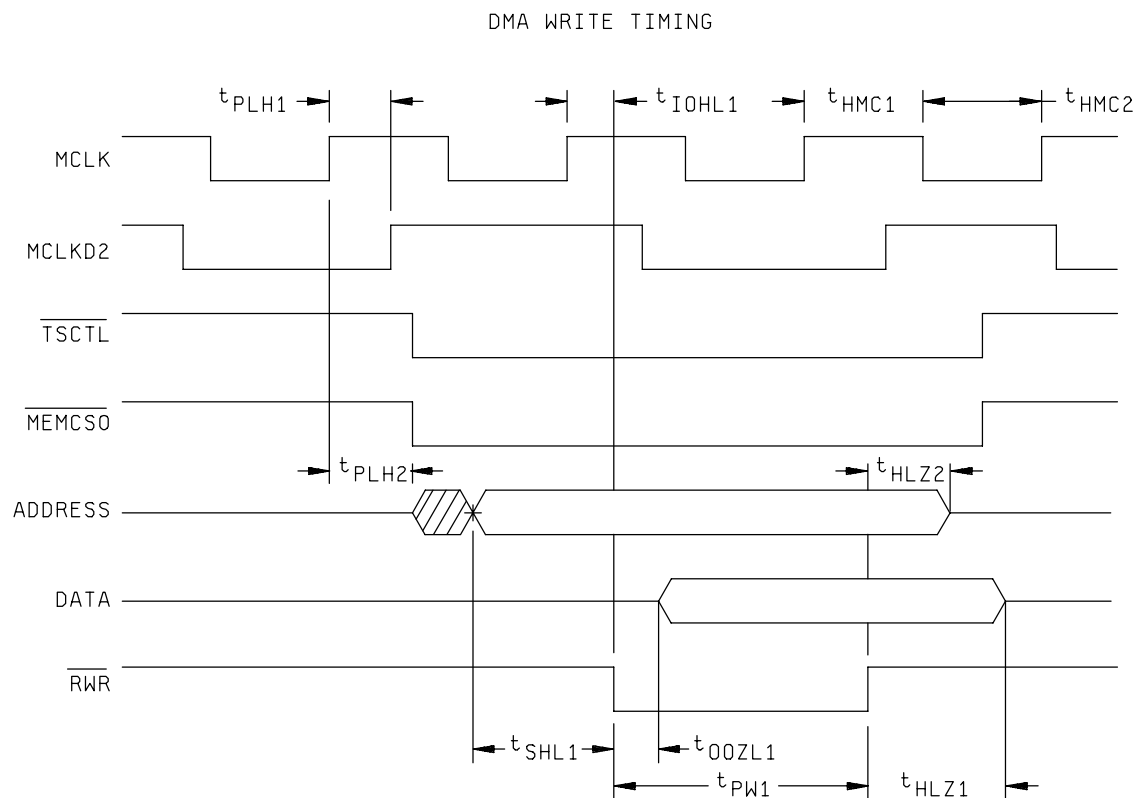 DMA WRITE TIMING
tPLH1 tIOHL1 tHMC1 tHMC2
MCLK
MCLKD2
TSCTL
MEMCSO
tPLH2 tHLZ2
ADDRESS
DATA
RWR
tSHL1 tOOZL1
tPW1 tHLZ1